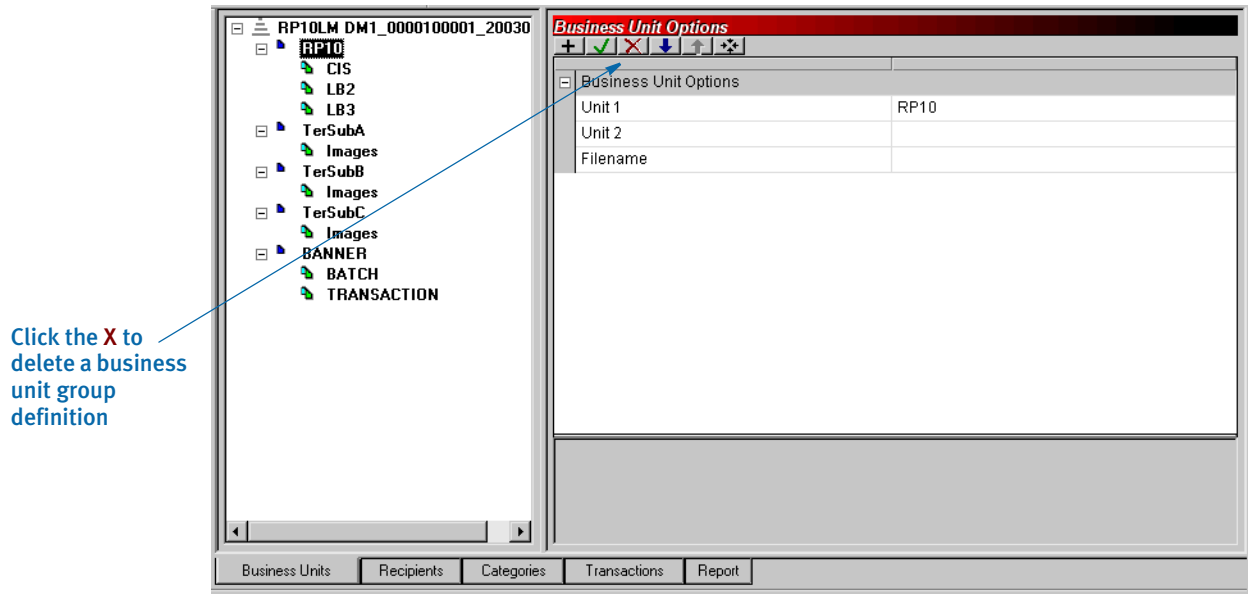 RP10LM DM1_0000100001_20030
RP10
CIS
LB2
LB3
TerSubA
Images
TerSubB
Images
TerSubC
Images
BANNER
BATCH
TRANSACTION
Business Unit Options
Business Unit Options
Unit 1 RP10
Unit 2
Filename
Click the X to
delete a business
unit group
definition
Business Units Recipients Categories Transactions Report